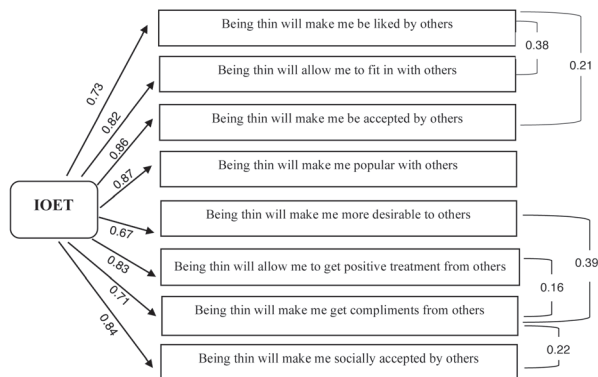 Being thin will make me be liked by others
0.38
0.21
Being thin will allow me to fit in with others
0.73
0.82
Being thin will make me be accepted by others
0.86
Being thin will make me popular with others
0.87
IOET
Being thin will make me more desirable to others
0.67
0.39
Being thin will allow me to get positive treatment from others
0.83
0.16
Being thin will make me get compliments from others
0.71
0.84
0.22
Being thin will make me socially accepted by others